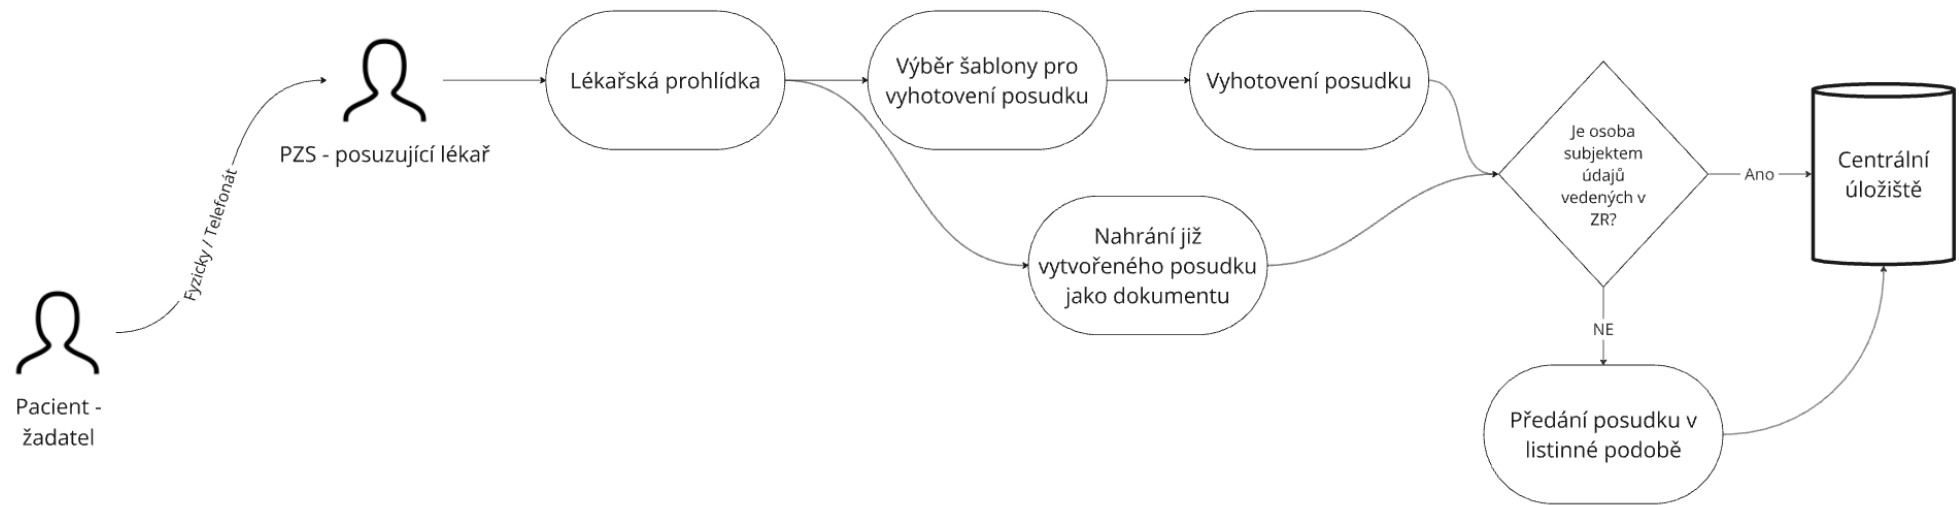 Pacient -
žadatel
Fyzicky / Telefonát
PZS - posuzující lékař
Lékařská prohlídka
Výběr šablony pro
vyhotovení posudku
Vyhotovení posudku
Nahrání již
vytvořeného posudku
jako dokumentu
Je osoba
subjektem
údajů
vedených v
ZR?
Ano
Centrální
úložiště
NE
Předání posudku v
listinné podobě